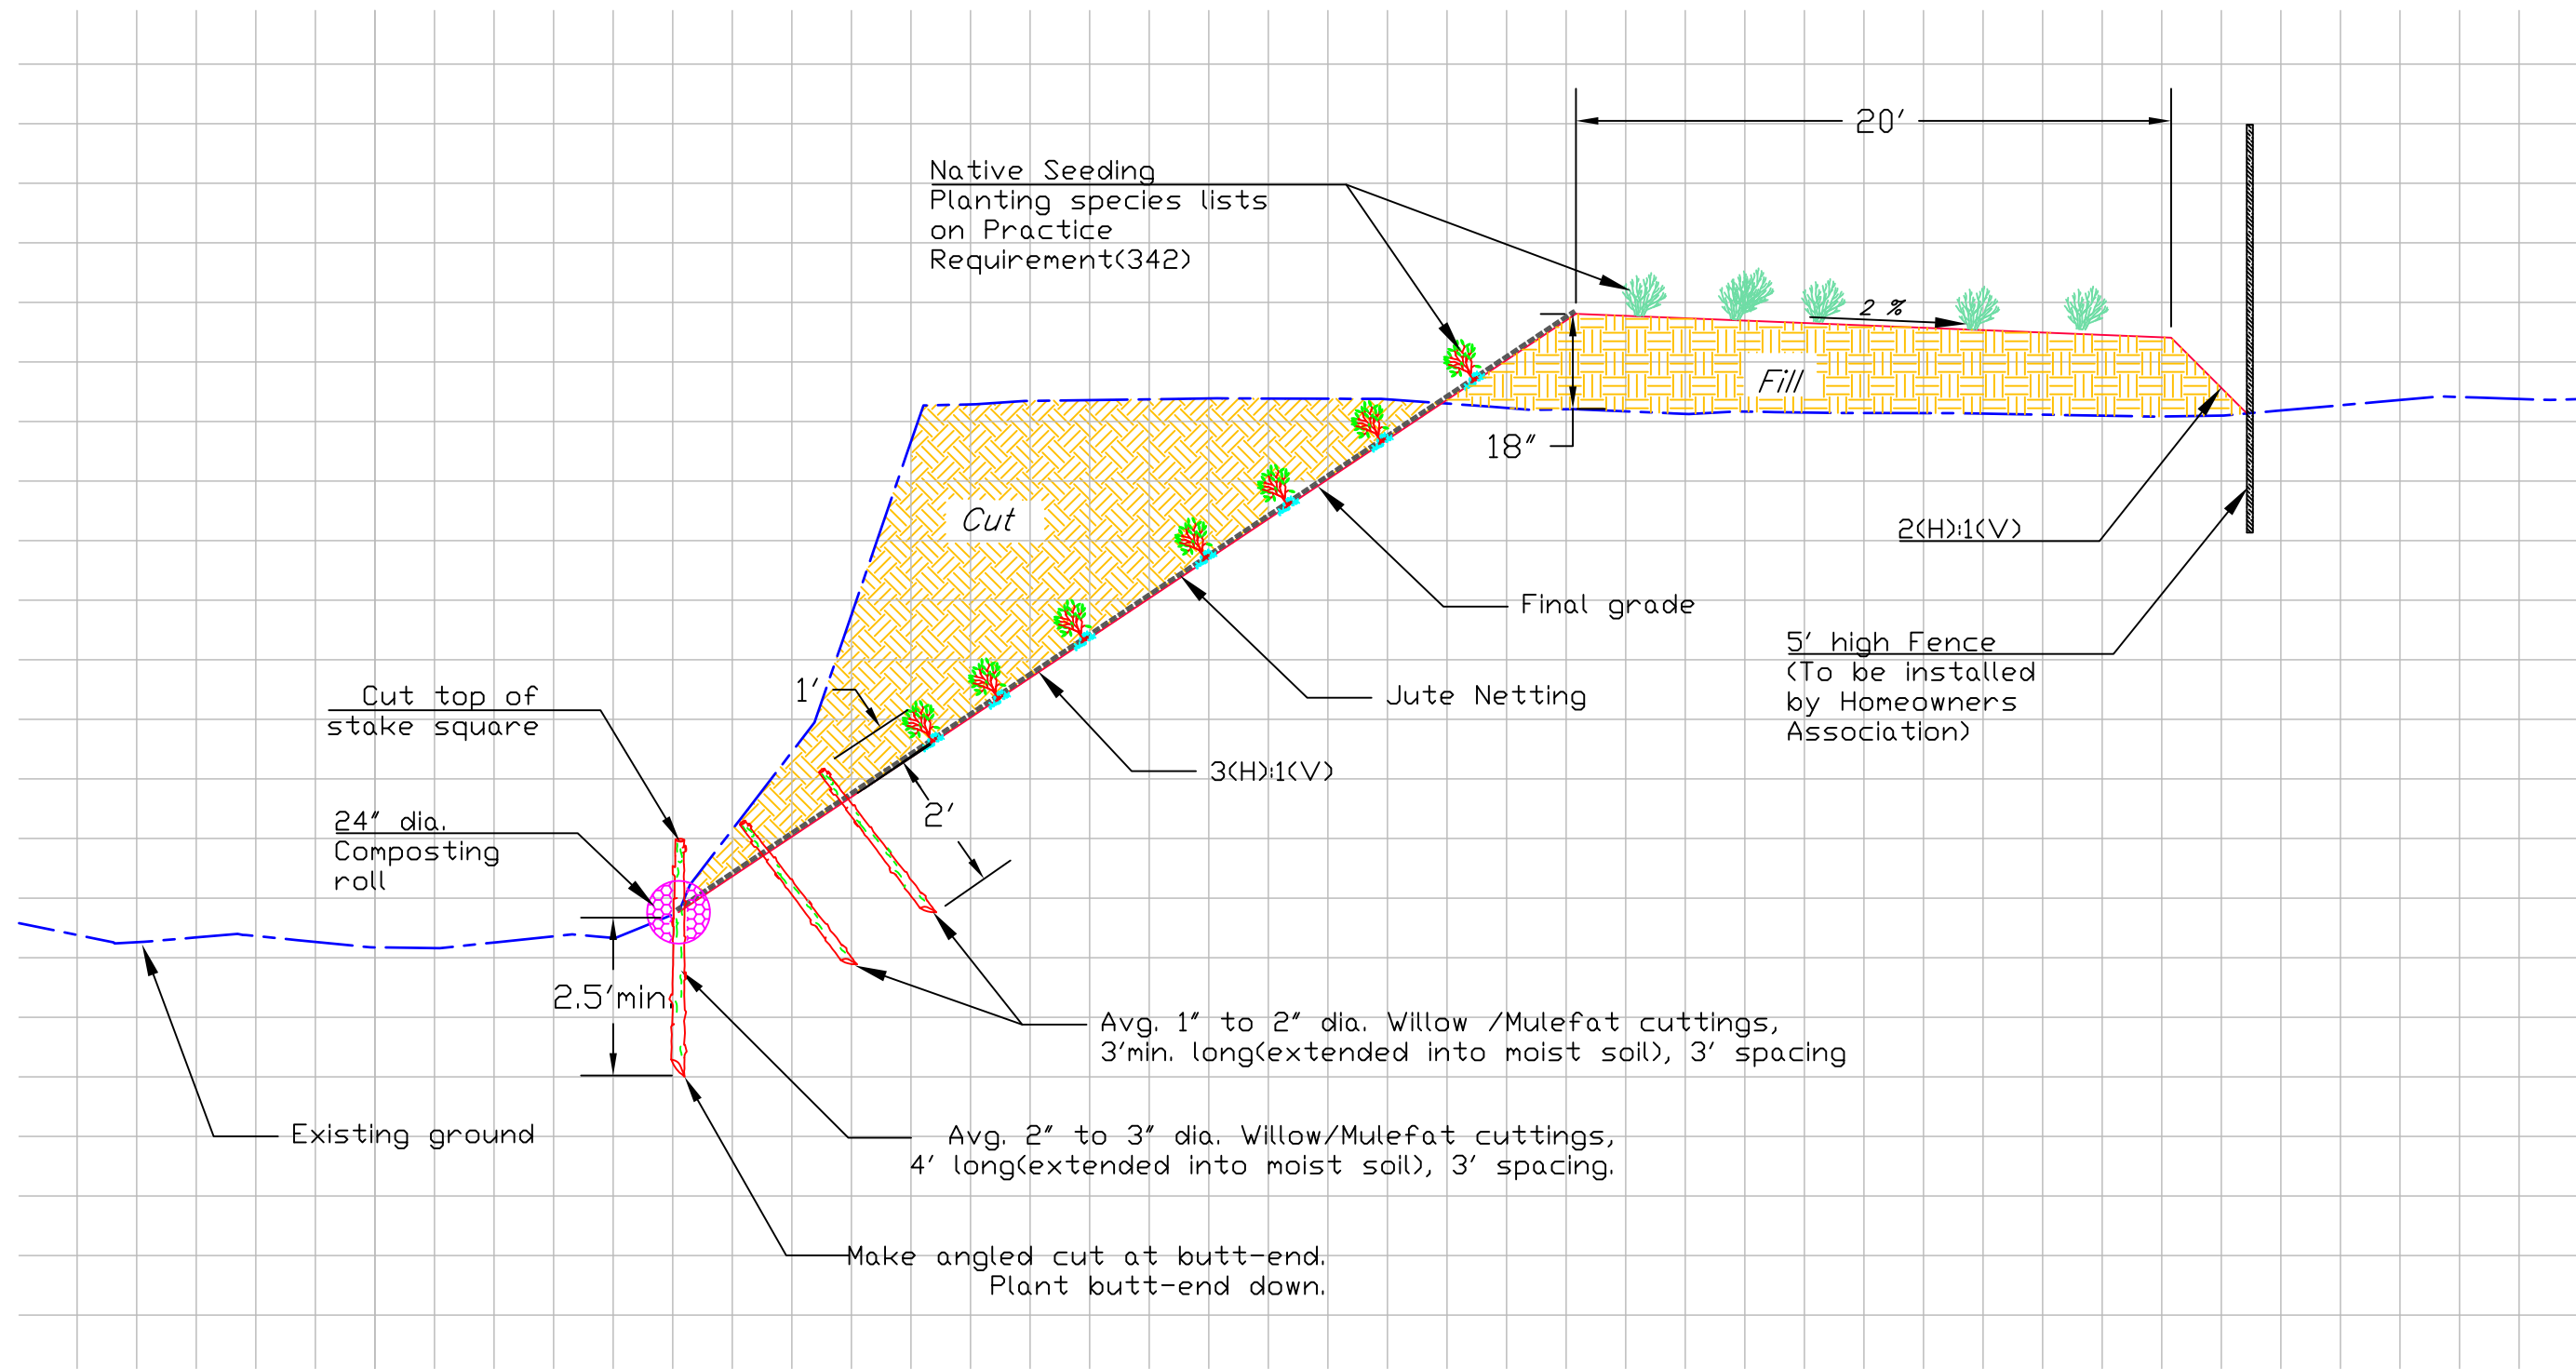 20'
Native Seeding
Planting species lists
on Practice
Requirement(342)
2 %
Fill
18"
Cut
2(H):1(V)
Final grade
5' high Fence
(To be installed
by Homeowners
Association)
1'
Jute Netting
Cut top of
stake square
3(H):1(V)
2'
24" dia.
Composting
roll
2.5'min.
Avg. 1" to 2" dia. Willow /Mulefat cuttings,
3'min. long(extended into moist soil), 3' spacing
Existing ground
Avg. 2" to 3" dia. Willow/Mulefat cuttings,
4' long(extended into moist soil), 3' spacing.
Make angled cut at butt-end.
Plant butt-end down.